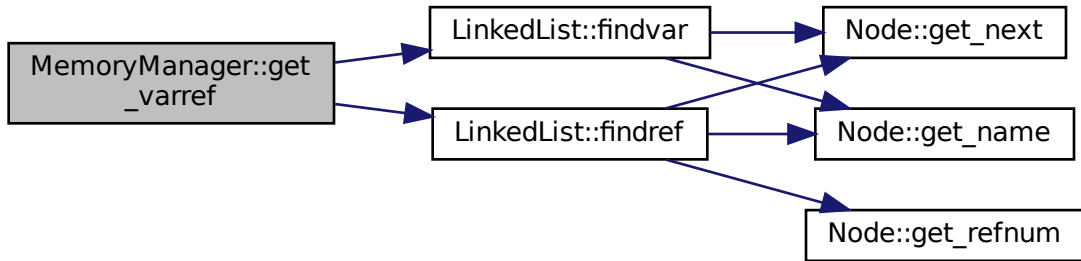 MemoryManager::get
_varref
LinkedList::findvar
LinkedList::findref
Node::get_next
Node::get_name
Node::get_refnum